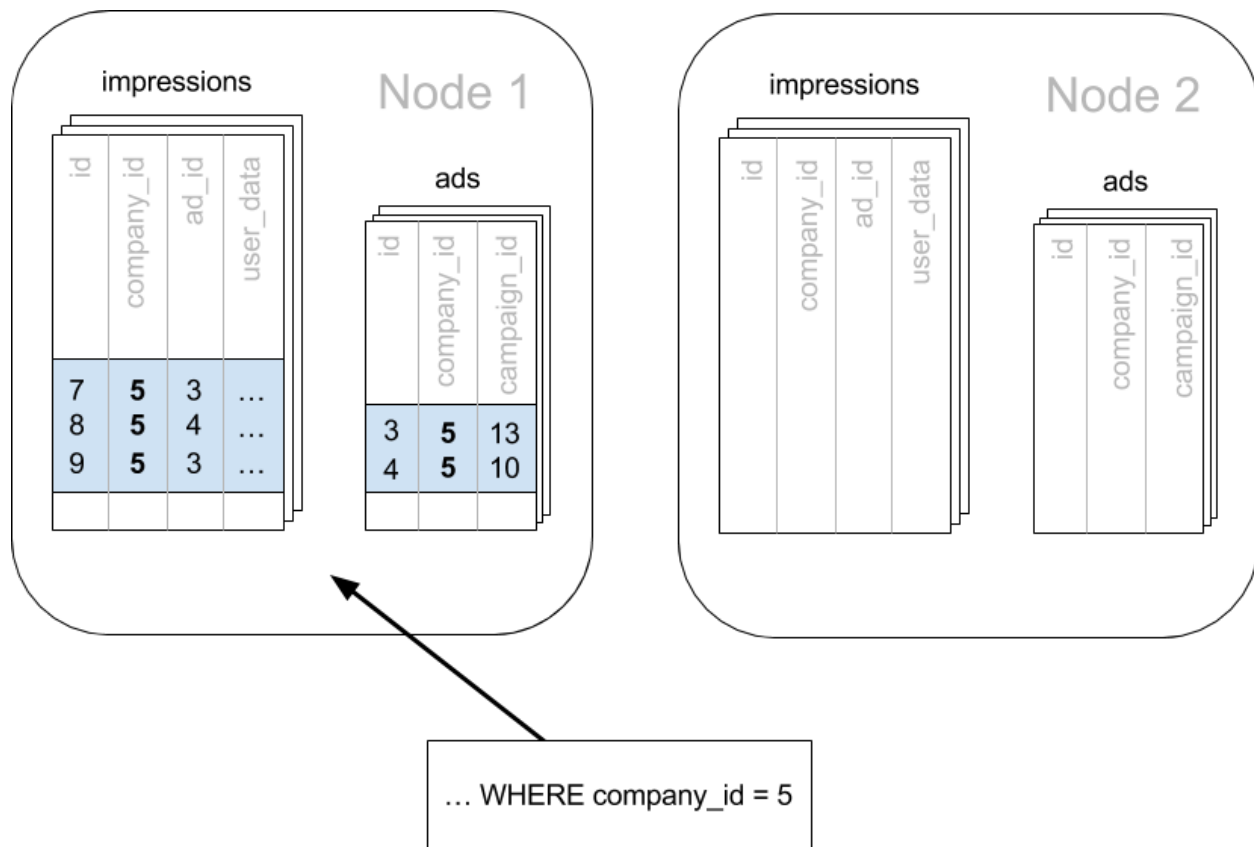 impressions
Node 1
id
company_id
ad_id
user_data
7 5 3 …
8 5 4 …
9 5 3 …
ads
id
company_id
campaign_id
3 5 13
4 5 10
impressions
Node 2
id
company_id
ad_id
user_data
ads
id
company_id
campaign_id
… WHERE company_id = 5